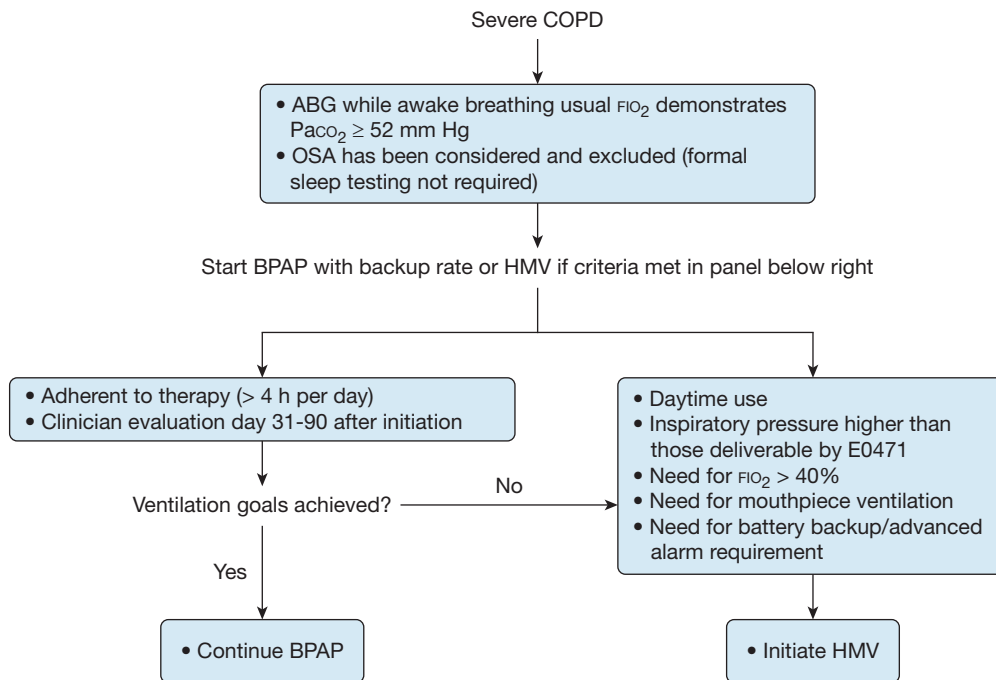 Severe COPD
• ABG while awake breathing usual FIO₂ demonstrates
PaCO₂ ≥ 52 mm Hg
• OSA has been considered and excluded (formal
sleep testing not required)
Start BPAP with backup rate or HMV if criteria met in panel below right
• Adherent to therapy (> 4 h per day)
• Clinician evaluation day 31-90 after initiation
Ventilation goals achieved?
No
Yes
• Continue BPAP
• Daytime use
• Inspiratory pressure higher than
those deliverable by E0471
• Need for FIO₂ > 40%
• Need for mouthpiece ventilation
• Need for battery backup/advanced
alarm requirement
• Initiate HMV